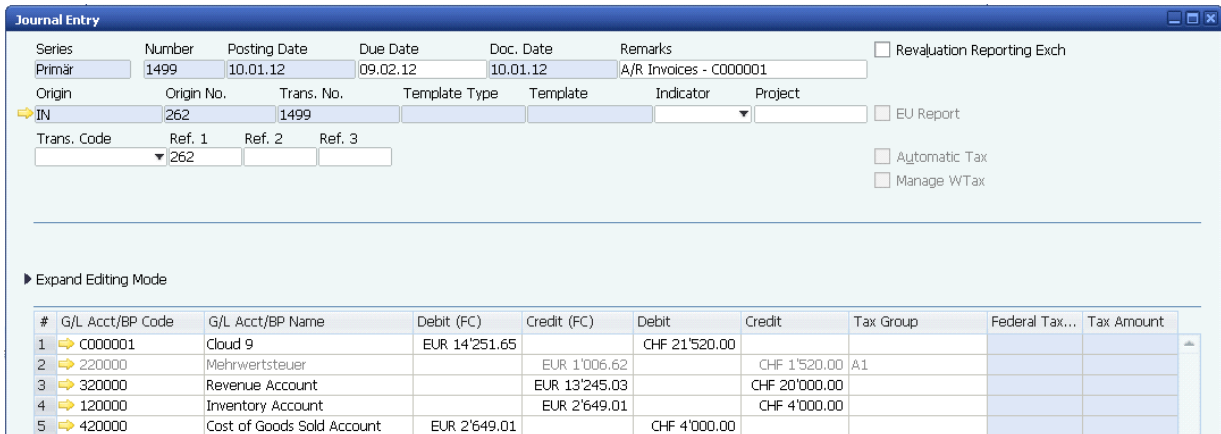 Journal Entry
Series Number Posting Date Due Date Doc. Date Remarks Revaluation Reporting Exch
Primär 1499 10.01.12 09.02.12 10.01.12 A/R Invoices - C000001
Origin Origin No. Trans. No. Template Type Template Indicator Project
IN 262 1499 EU Report
Trans. Code Ref. 1 Ref. 2 Ref. 3
262 Automatic Tax
Manage WTax
Expand Editing Mode
# G/L Acct/BP Code G/L Acct/BP Name Debit (FC) Credit (FC) Debit Credit Tax Group Federal Tax... Tax Amount
1 C000001 Cloud 9 EUR 14'251.65 CHF 21'520.00
2 220000 Mehrwertsteuer EUR 1'006.62 CHF 1'520.00 A1
3 320000 Revenue Account EUR 13'245.03 CHF 20'000.00
4 120000 Inventory Account EUR 2'649.01 CHF 4'000.00
5 420000 Cost of Goods Sold Account EUR 2'649.01 CHF 4'000.00